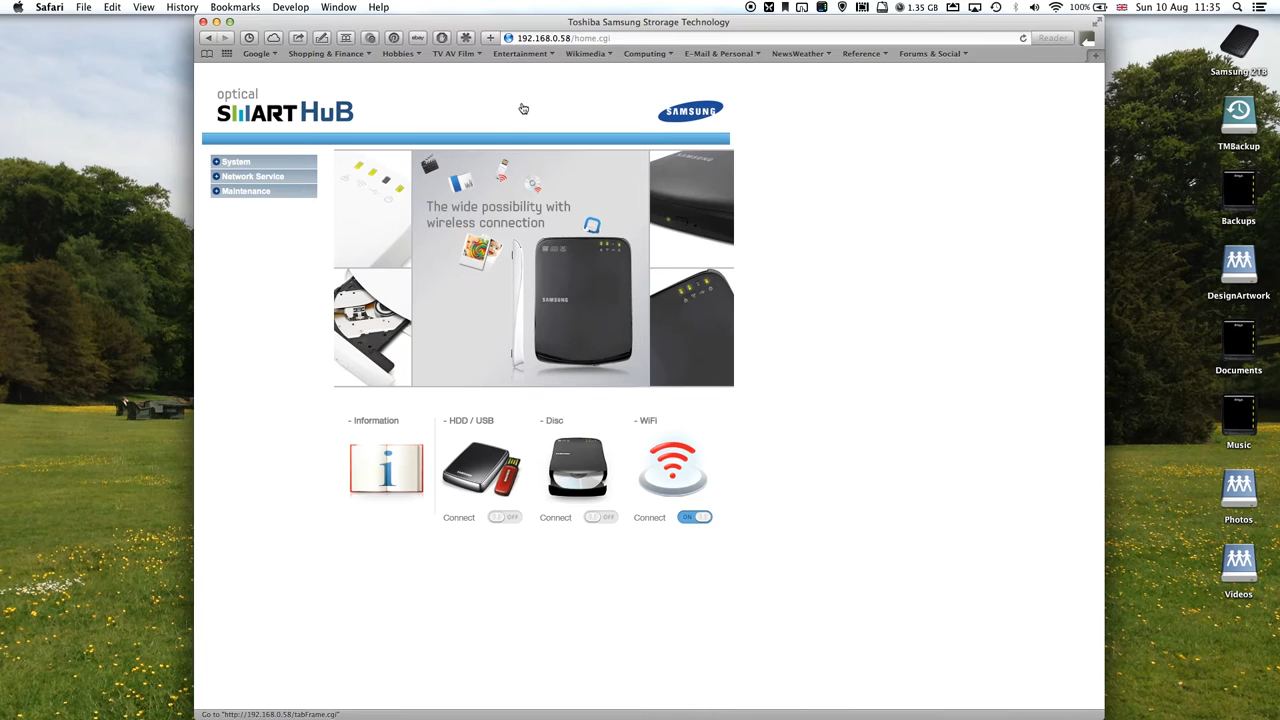 Safari File Edit View History Bookmarks Develop Window Help 1.35 GB 100% Sun 10 Aug 11:35
Toshiba Samsung Strorage Technology
192.168.0.58/home.cgi Reader
Google Shopping & Finance Hobbies TV AV Film Entertainment Wikimedia Computing E-Mail & Personal NewsWeather Reference Forums & Social
optical
SMART HuB
SAMSUNG
System
Network Service
Maintenance
The wide possibility with
wireless connection
SAMSUNG
SAMSUNG
- Information - HDD / USB - Disc - WiFi
i
Connect OFF Connect OFF Connect ON
Go to "http://192.168.0.58/tabFrame.cgi"
Samsung 2TB
TMBackup
Backups
DesignArtwork
Documents
Music
Photos
Videos